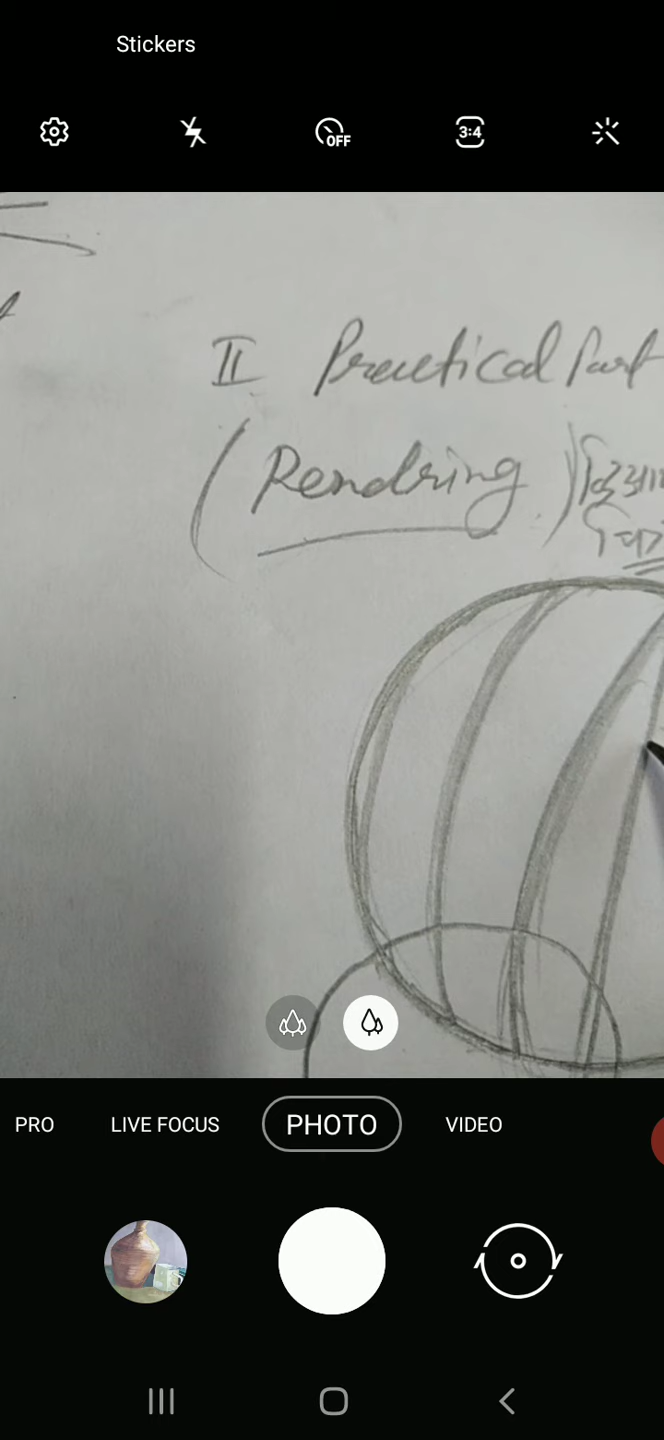 Stickers
OFF
3:4
II Practical Part
(Rendring)
PRO LIVE FOCUS PHOTO VIDEO